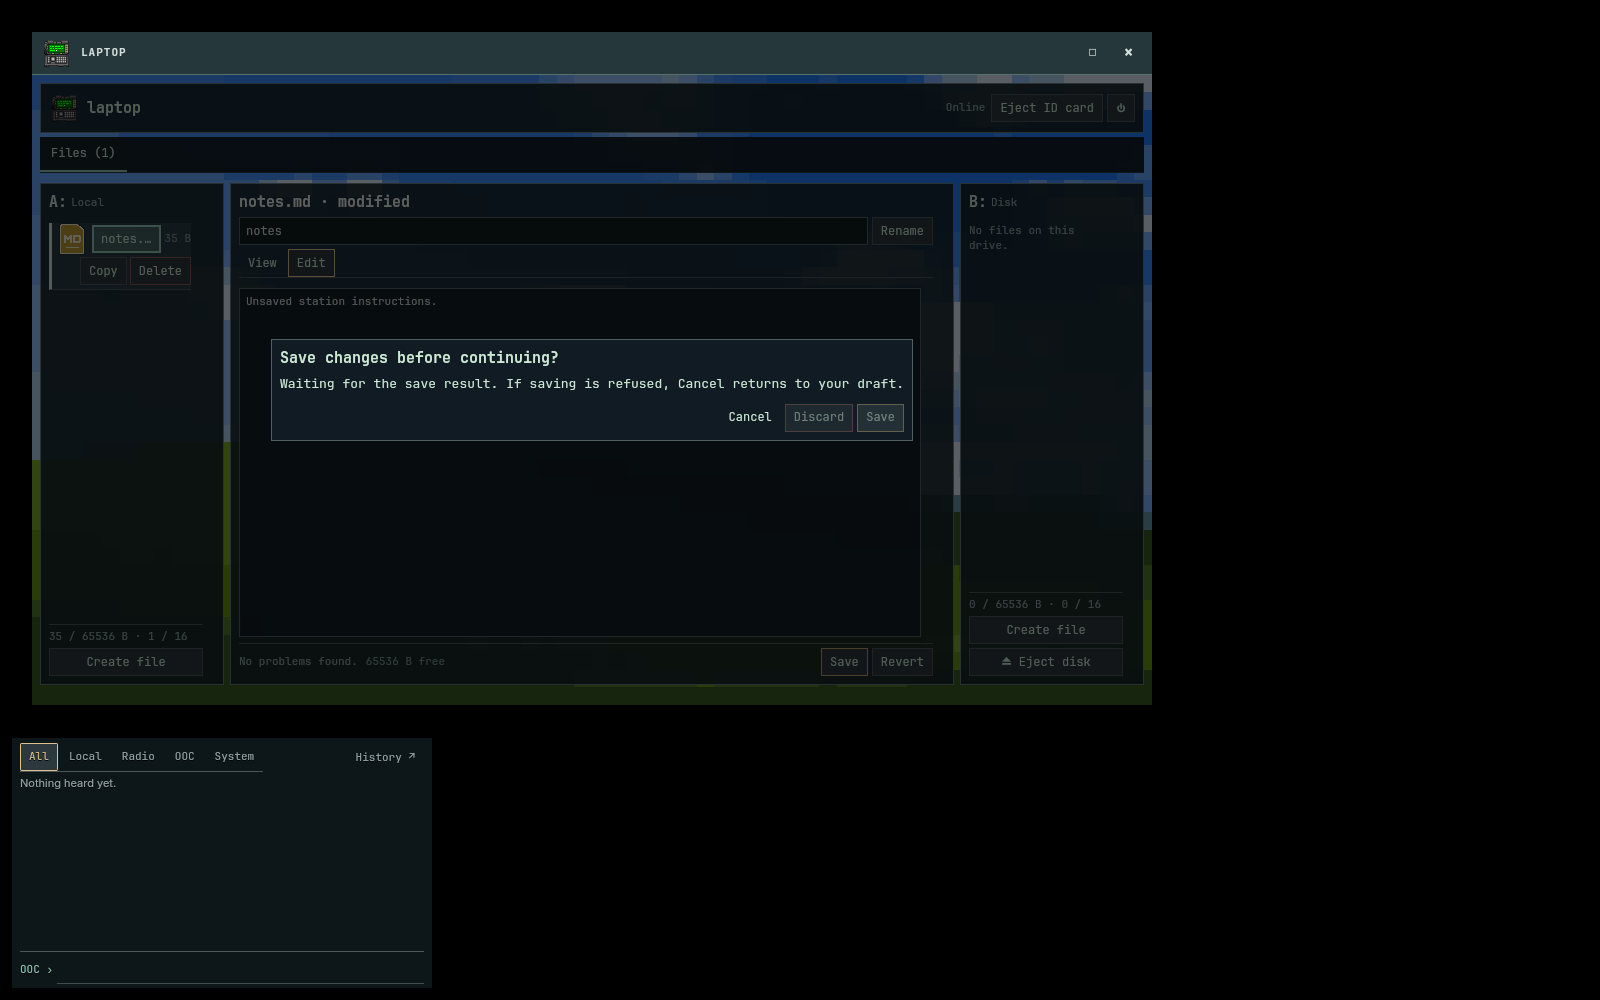 LAPTOP
laptop
Online
Eject ID card
Files (1)
A: Local
notes.… 35 B
Copy
Delete
35 / 65536 B · 1 / 16
Create file
notes.md · modified
notes
Rename
View
Edit
Unsaved station instructions.
Save changes before continuing?
Waiting for the save result. If saving is refused, Cancel returns to your draft.
Cancel
Discard
Save
No problems found. 65536 B free
Save
Revert
B: Disk
No files on this
drive.
0 / 65536 B · 0 / 16
Create file
Eject disk
All
Local
Radio
OOC
System
History ↗
Nothing heard yet.
OOC ›